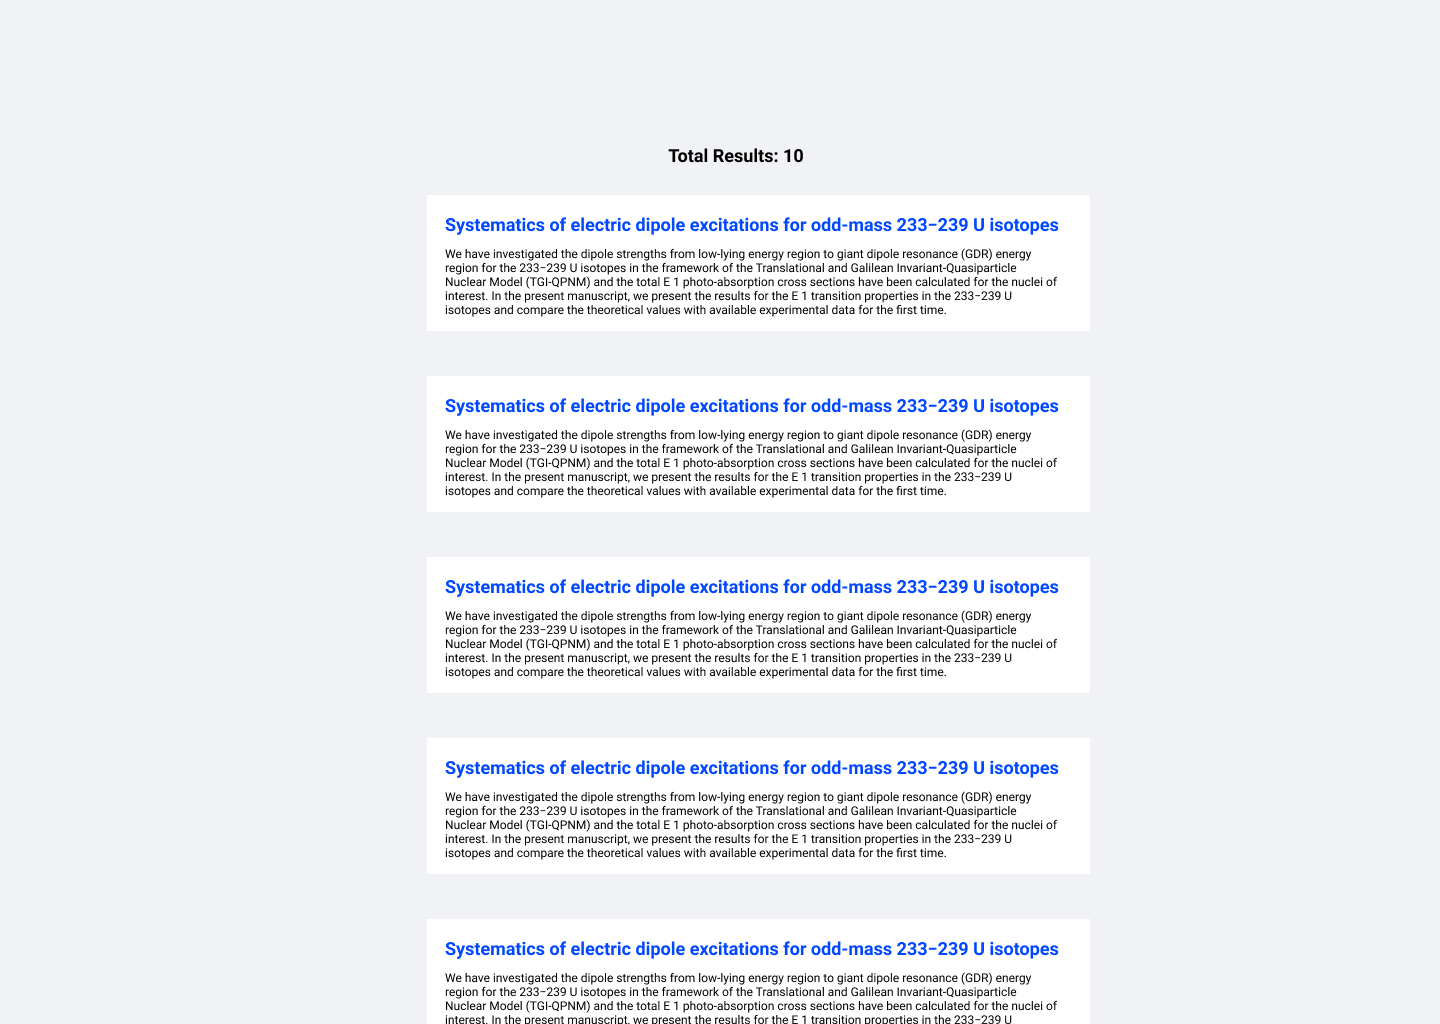 Total Results: 10
Systematics of electric dipole excitations for odd-mass 233–239 U isotopes
We have investigated the dipole strengths from low-lying energy region to giant dipole resonance (GDR) energy
region for the 233–239 U isotopes in the framework of the Translational and Galilean Invariant-Quasiparticle
Nuclear Model (TGI-QPNM) and the total E 1 photo-absorption cross sections have been calculated for the nuclei of
interest. In the present manuscript, we present the results for the E 1 transition properties in the 233–239 U
isotopes and compare the theoretical values with available experimental data for the first time.
Systematics of electric dipole excitations for odd-mass 233–239 U isotopes
We have investigated the dipole strengths from low-lying energy region to giant dipole resonance (GDR) energy
region for the 233–239 U isotopes in the framework of the Translational and Galilean Invariant-Quasiparticle
Nuclear Model (TGI-QPNM) and the total E 1 photo-absorption cross sections have been calculated for the nuclei of
interest. In the present manuscript, we present the results for the E 1 transition properties in the 233–239 U
isotopes and compare the theoretical values with available experimental data for the first time.
Systematics of electric dipole excitations for odd-mass 233–239 U isotopes
We have investigated the dipole strengths from low-lying energy region to giant dipole resonance (GDR) energy
region for the 233–239 U isotopes in the framework of the Translational and Galilean Invariant-Quasiparticle
Nuclear Model (TGI-QPNM) and the total E 1 photo-absorption cross sections have been calculated for the nuclei of
interest. In the present manuscript, we present the results for the E 1 transition properties in the 233–239 U
isotopes and compare the theoretical values with available experimental data for the first time.
Systematics of electric dipole excitations for odd-mass 233–239 U isotopes
We have investigated the dipole strengths from low-lying energy region to giant dipole resonance (GDR) energy
region for the 233–239 U isotopes in the framework of the Translational and Galilean Invariant-Quasiparticle
Nuclear Model (TGI-QPNM) and the total E 1 photo-absorption cross sections have been calculated for the nuclei of
interest. In the present manuscript, we present the results for the E 1 transition properties in the 233–239 U
isotopes and compare the theoretical values with available experimental data for the first time.
Systematics of electric dipole excitations for odd-mass 233–239 U isotopes
We have investigated the dipole strengths from low-lying energy region to giant dipole resonance (GDR) energy
region for the 233–239 U isotopes in the framework of the Translational and Galilean Invariant-Quasiparticle
Nuclear Model (TGI-QPNM) and the total E 1 photo-absorption cross sections have been calculated for the nuclei of
interest. In the present manuscript, we present the results for the E 1 transition properties in the 233–239 U